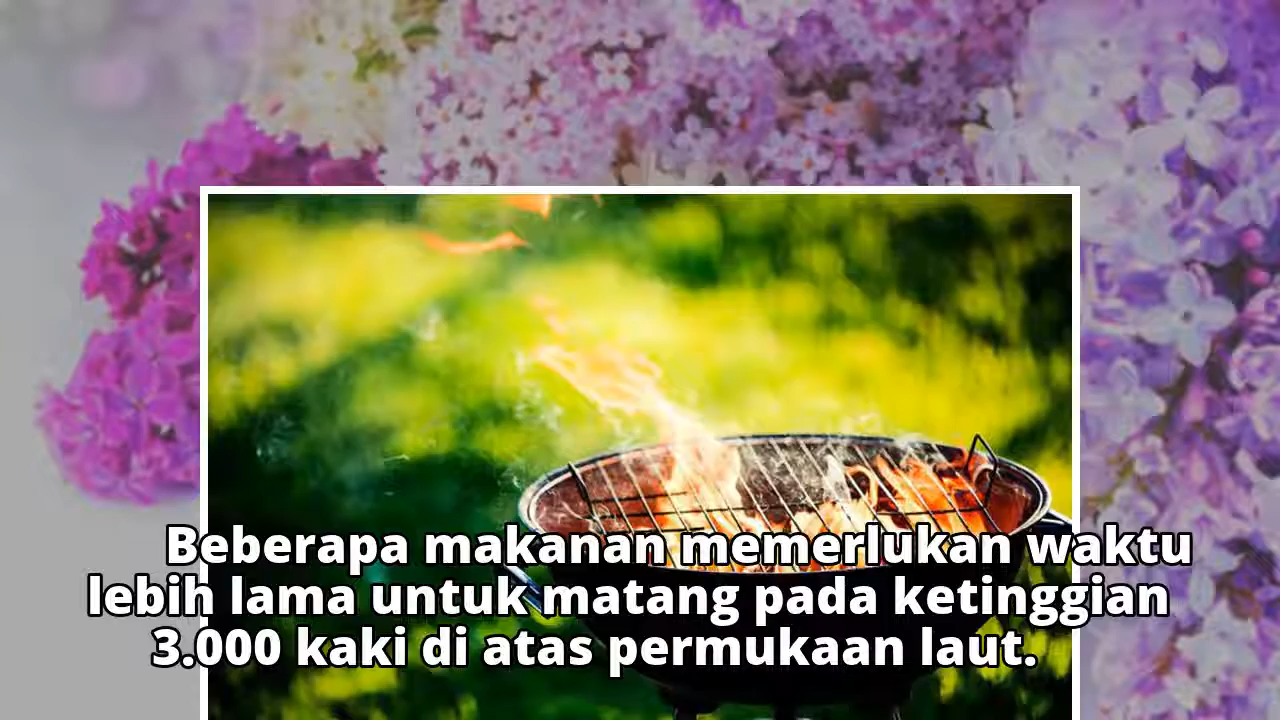 Beberapa makanan memerlukan waktu
lebih lama untuk matang pada ketinggian
3.000 kaki di atas permukaan laut.